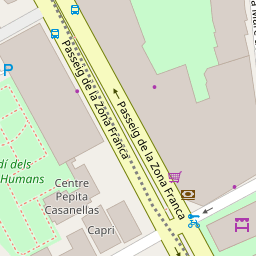 Passeig de la Zona Franca
Passeig de la Zona Franca
P
dí dels
Humans
Centre
Pepita
Casanellas
Capri